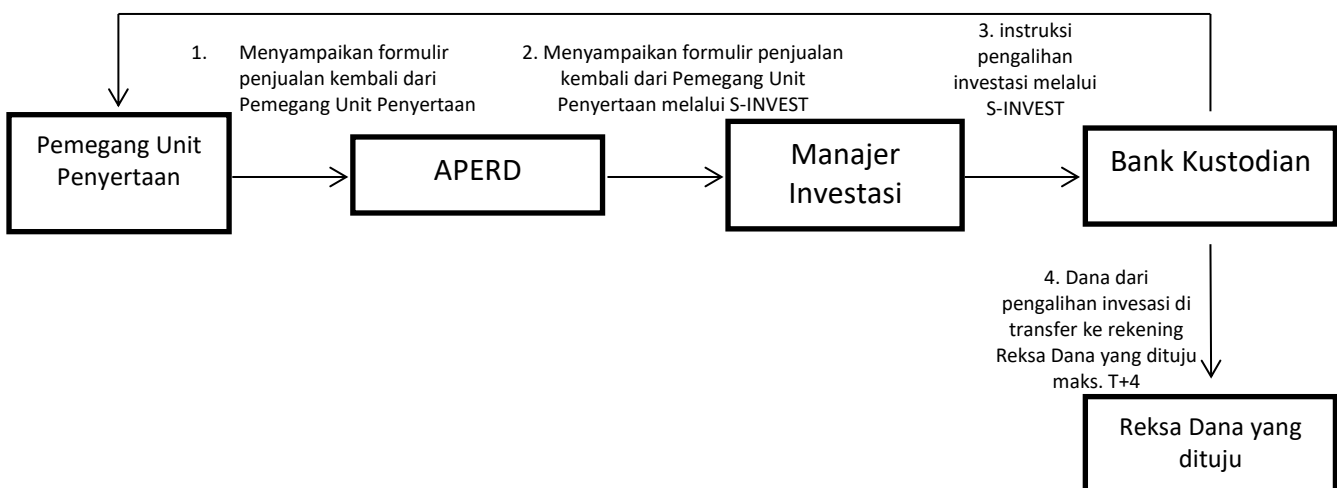 1. Menyampaikan formulir
penjualan kembali dari
Pemegang Unit Penyertaan
2. Menyampaikan formulir penjualan
kembali dari Pemegang Unit
Penyertaan melalui S-INVEST
3. instruksi
pengalihan
investasi melalui
S-INVEST
Pemegang Unit
Penyertaan
APERD
Manajer
Investasi
Bank Kustodian
4. Dana dari
pengalihan invesasi di
transfer ke rekening
Reksa Dana yang dituju
maks. T+4
Reksa Dana yang
dituju